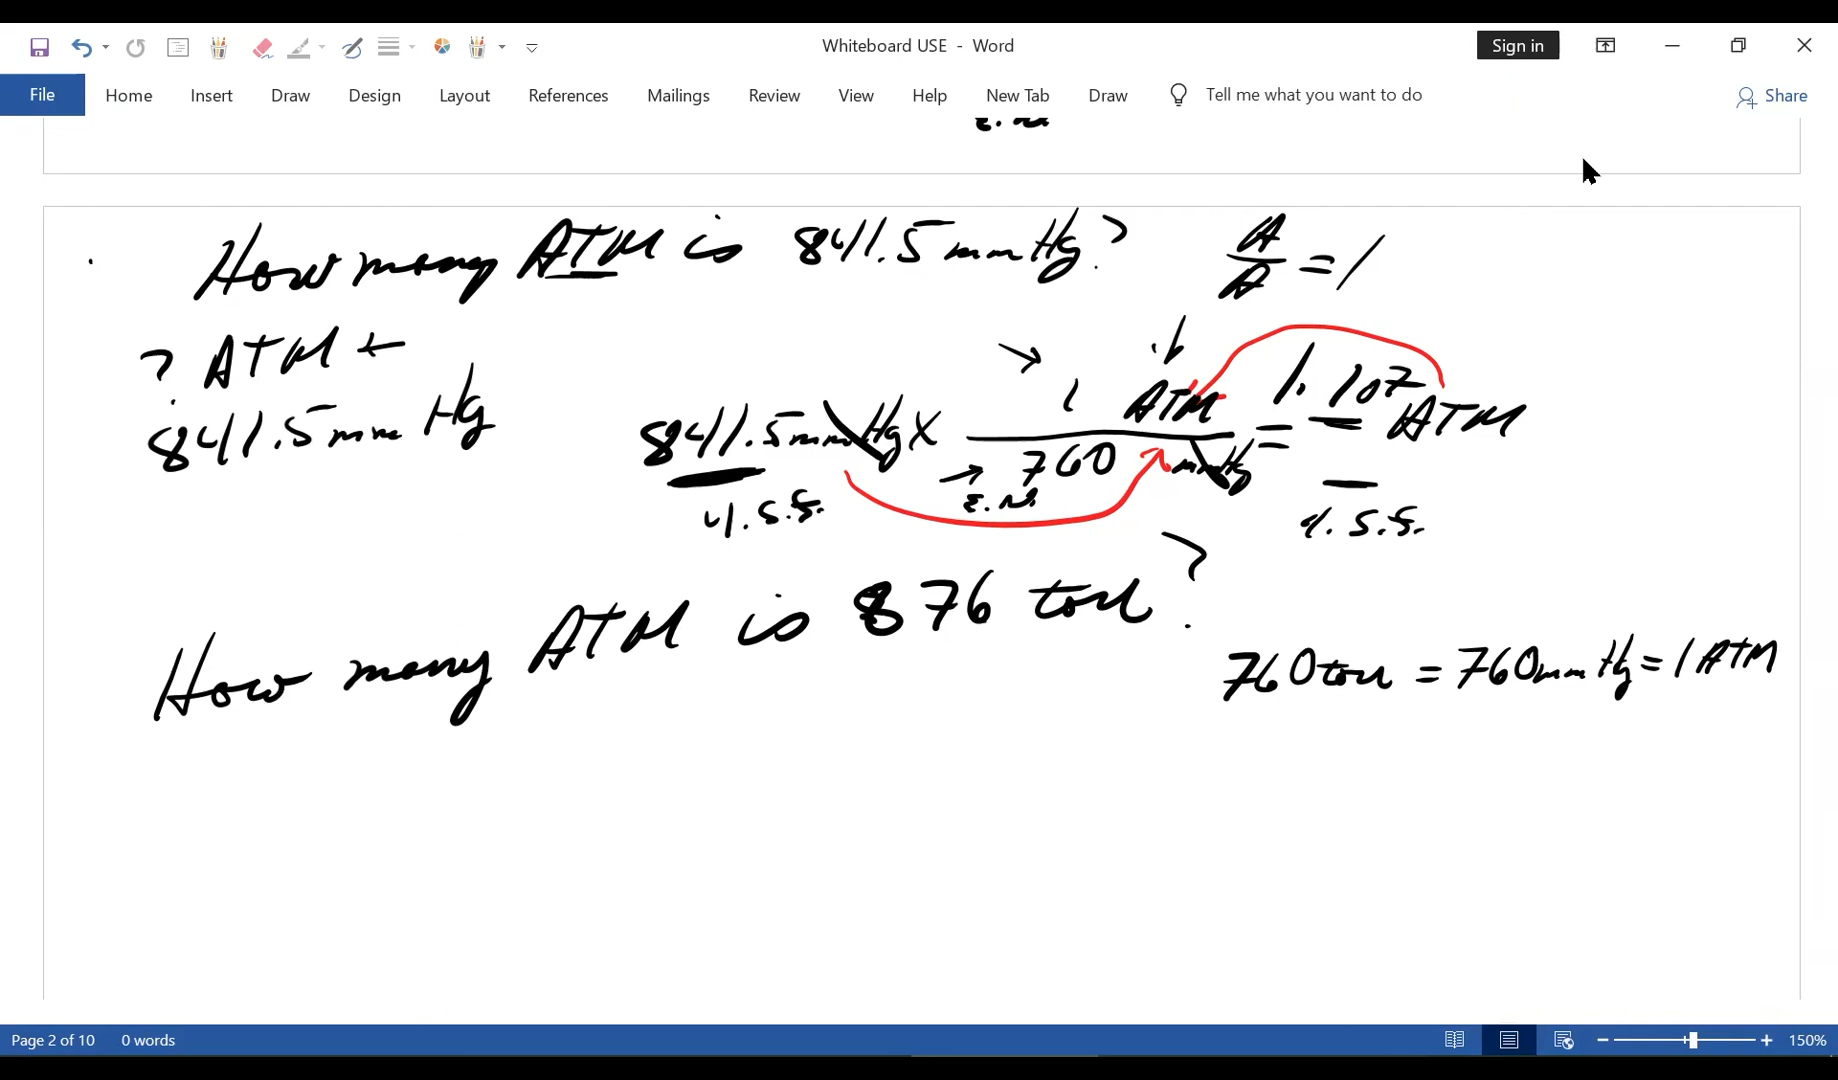 Whiteboard USE - Word
Sign in
File Home Insert Draw Design Layout References Mailings Review View Help New Tab Draw Tell me what you want to do Share
How many ATM is 841.5 mmHg? A/A = 1
? ATM ←
841.5 mm Hg
841.5 mmHg X 1 ATM / 760 mmHg = 1.107 ATM
4. S.F. E. N. 4. S.F.
How many ATM is 876 torr?
760 torr = 760 mm Hg = 1 ATM
Page 2 of 10 0 words 150%